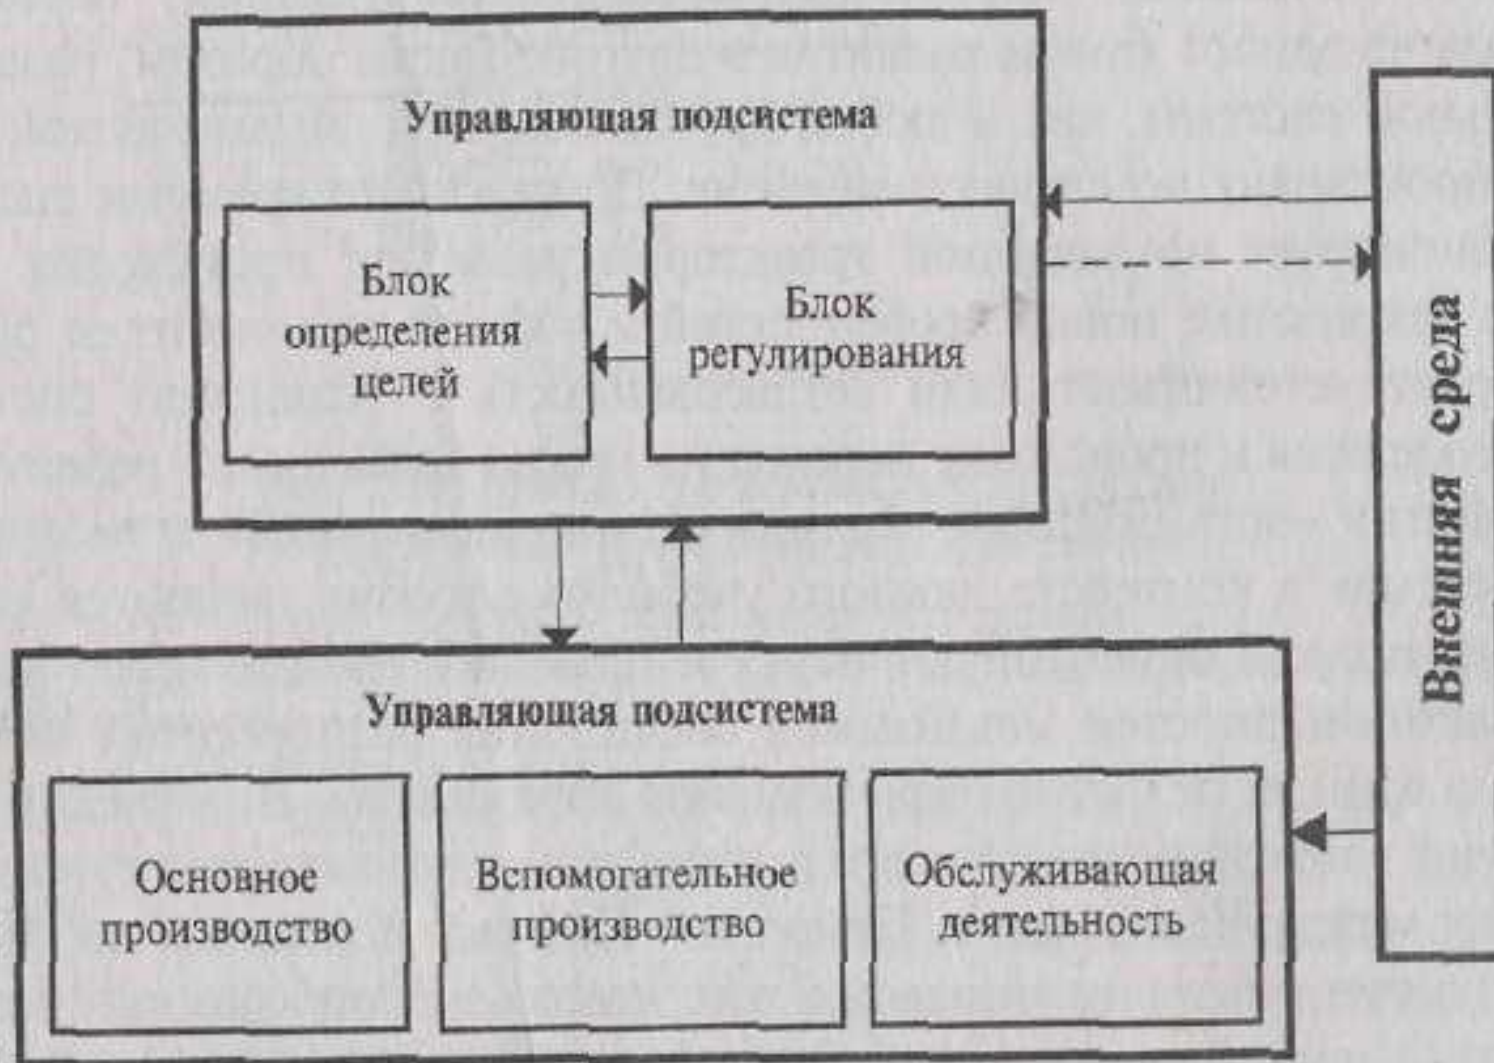 Управляющая подсистема
Блок
определения
целей
Блок
регулирования
Внешняя среда
Управляющая подсистема
Основное
производство
Вспомогательное
производство
Обслуживающая
деятельность